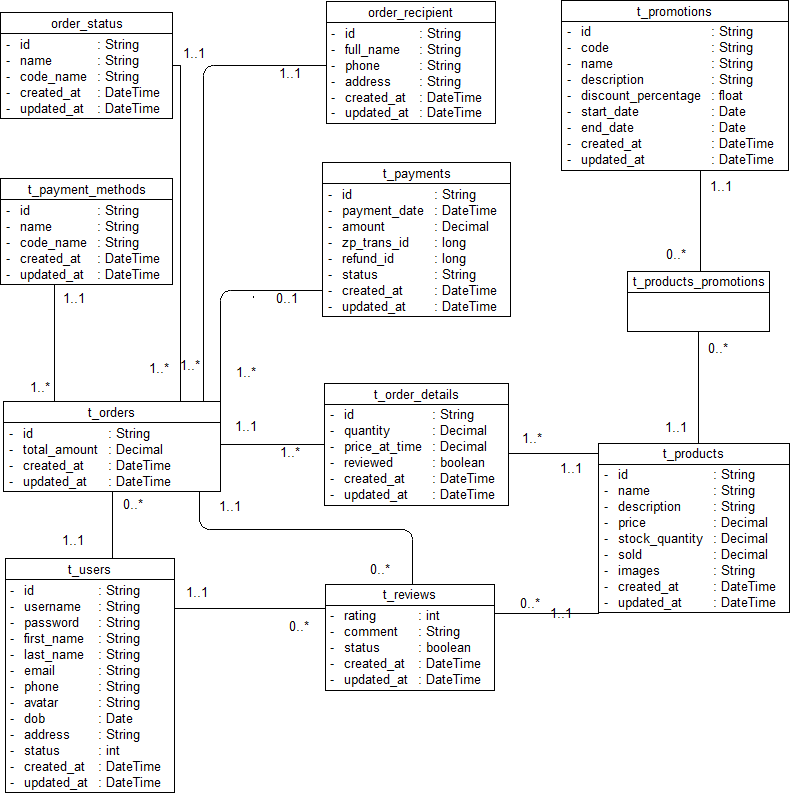 order_status
- id : String
- name : String
- code_name : String
- created_at : DateTime
- updated_at : DateTime
1..1
order_recipient
- id : String
- full_name : String
- phone : String
- address : String
- created_at : DateTime
- updated_at : DateTime
1..1
t_promotions
- id : String
- code : String
- name : String
- description : String
- discount_percentage : float
- start_date : Date
- end_date : Date
- created_at : DateTime
- updated_at : DateTime
1..1
0..*
t_payment_methods
- id : String
- name : String
- code_name : String
- created_at : DateTime
- updated_at : DateTime
1..1
t_payments
- id : String
- payment_date : DateTime
- amount : Decimal
- zp_trans_id : long
- refund_id : long
- status : String
- created_at : DateTime
- updated_at : DateTime
0..1
t_products_promotions
0..*
1..1
1..*
1..*
1..*
1..*
t_orders
- id : String
- total_amount : Decimal
- created_at : DateTime
- updated_at : DateTime
1..1
1..*
t_order_details
- id : String
- quantity : Decimal
- price_at_time : Decimal
- reviewed : boolean
- created_at : DateTime
- updated_at : DateTime
1..*
1..1
t_products
- id : String
- name : String
- description : String
- price : Decimal
- stock_quantity : Decimal
- sold : Decimal
- images : String
- created_at : DateTime
- updated_at : DateTime
0..*
1..1
1..1
0..*
t_users
- id : String
- username : String
- password : String
- first_name : String
- last_name : String
- email : String
- phone : String
- avatar : String
- dob : Date
- address : String
- status : int
- created_at : DateTime
- updated_at : DateTime
1..1
0..*
t_reviews
- rating : int
- comment : String
- status : boolean
- created_at : DateTime
- updated_at : DateTime
0..*
1..1